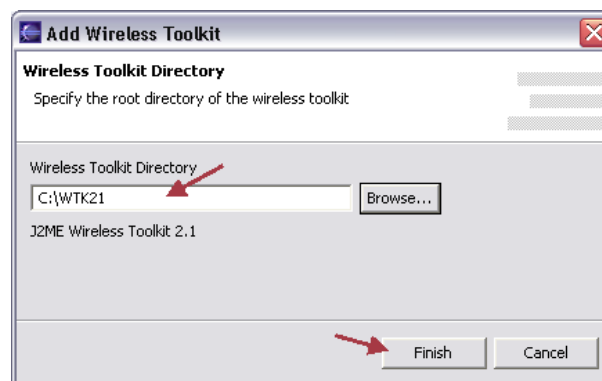 Add Wireless Toolkit
Wireless Toolkit Directory
Specify the root directory of the wireless toolkit
Wireless Toolkit Directory
C:\WTK21
Browse...
J2ME Wireless Toolkit 2.1
Finish
Cancel